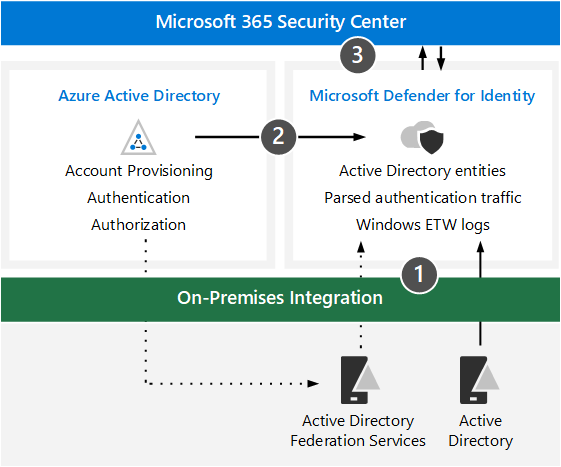 Microsoft 365 Security Center
3
Azure Active Directory
Microsoft Defender for Identity
2
Account Provisioning
Authentication
Authorization
Active Directory entities
Parsed authentication traffic
Windows ETW logs
1
On-Premises Integration
Active Directory
Federation Services
Active
Directory